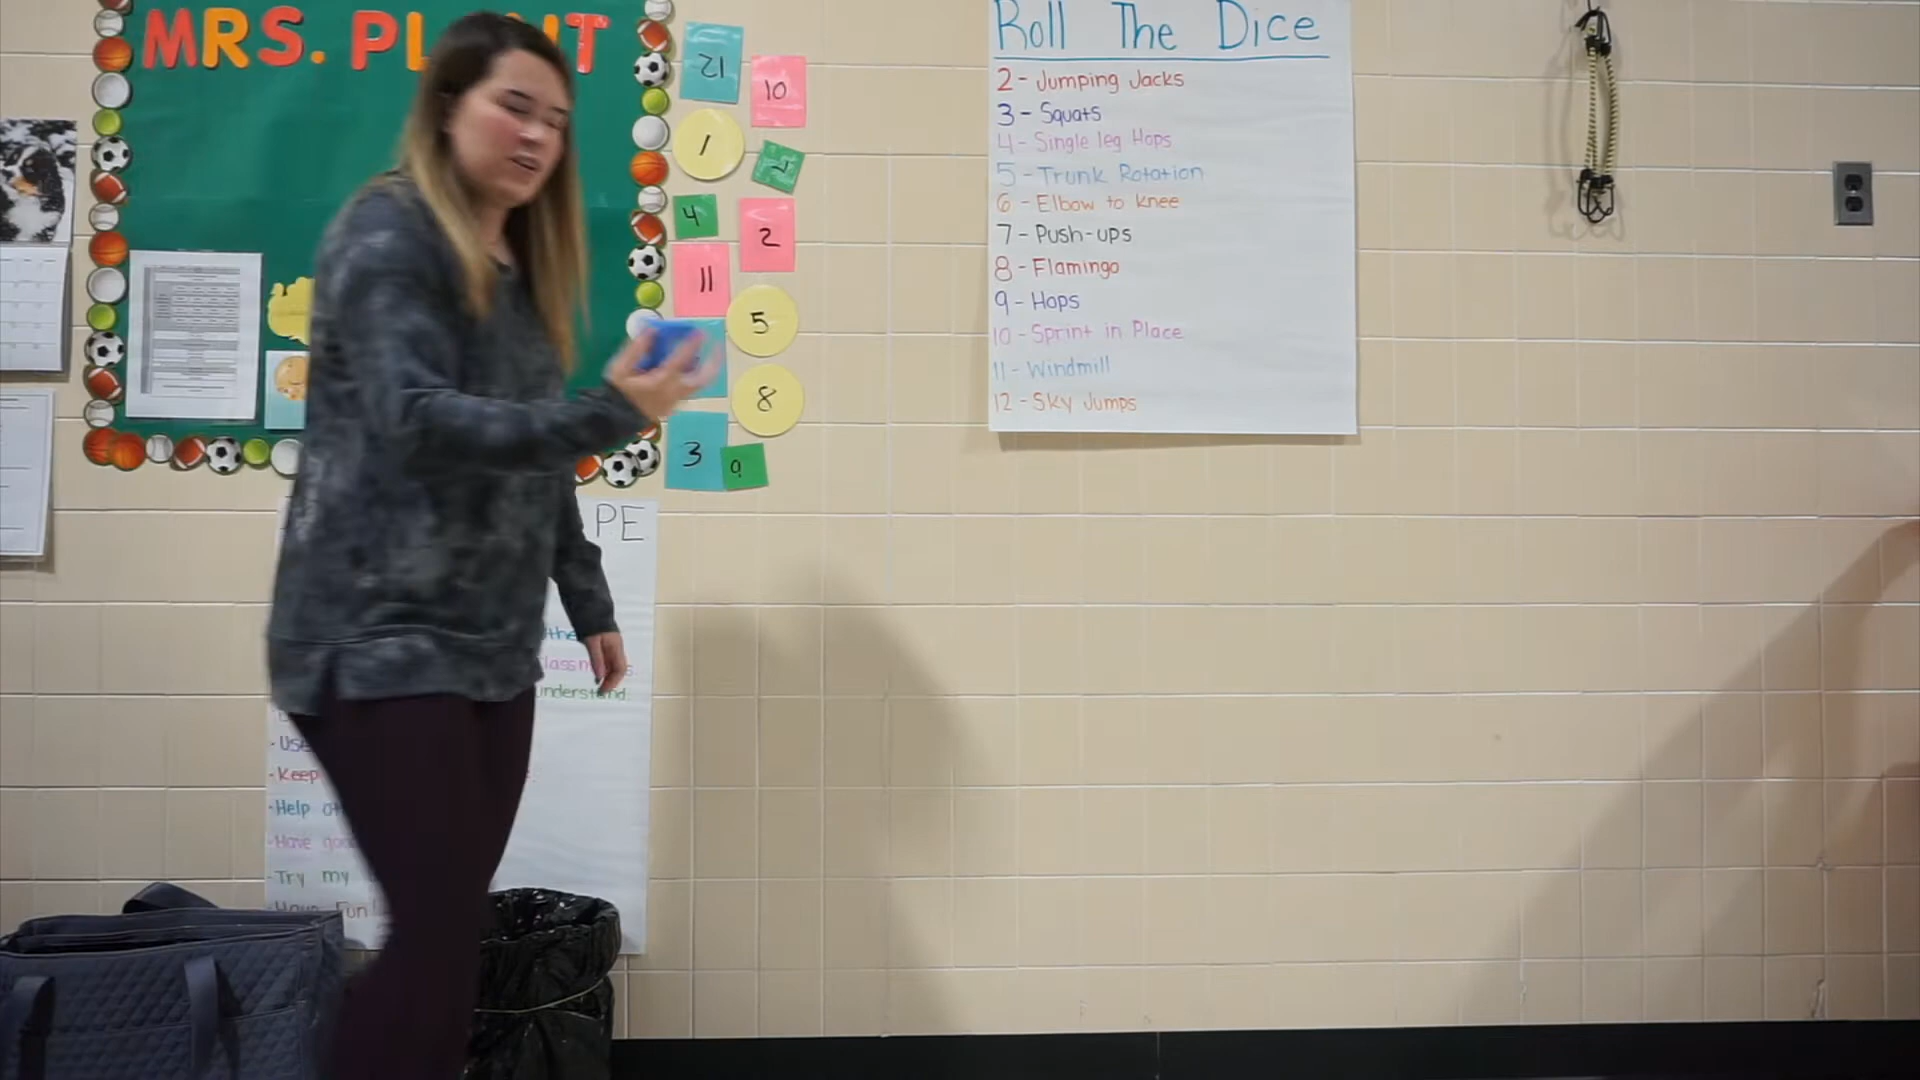 MRS. PL NT
21
10
1
4
2
11
5
8
3
9
Roll The Dice
2- Jumping Jacks
3- Squats
4- Single leg Hops
5- Trunk Rotation
6- Elbow to knee
7- Push-ups
8- Flamingo
9- Hops
10- Sprint in Place
11- Windmill
12- Sky Jumps
PE
understand.
- Keep
- Help
- Try my
Fun!